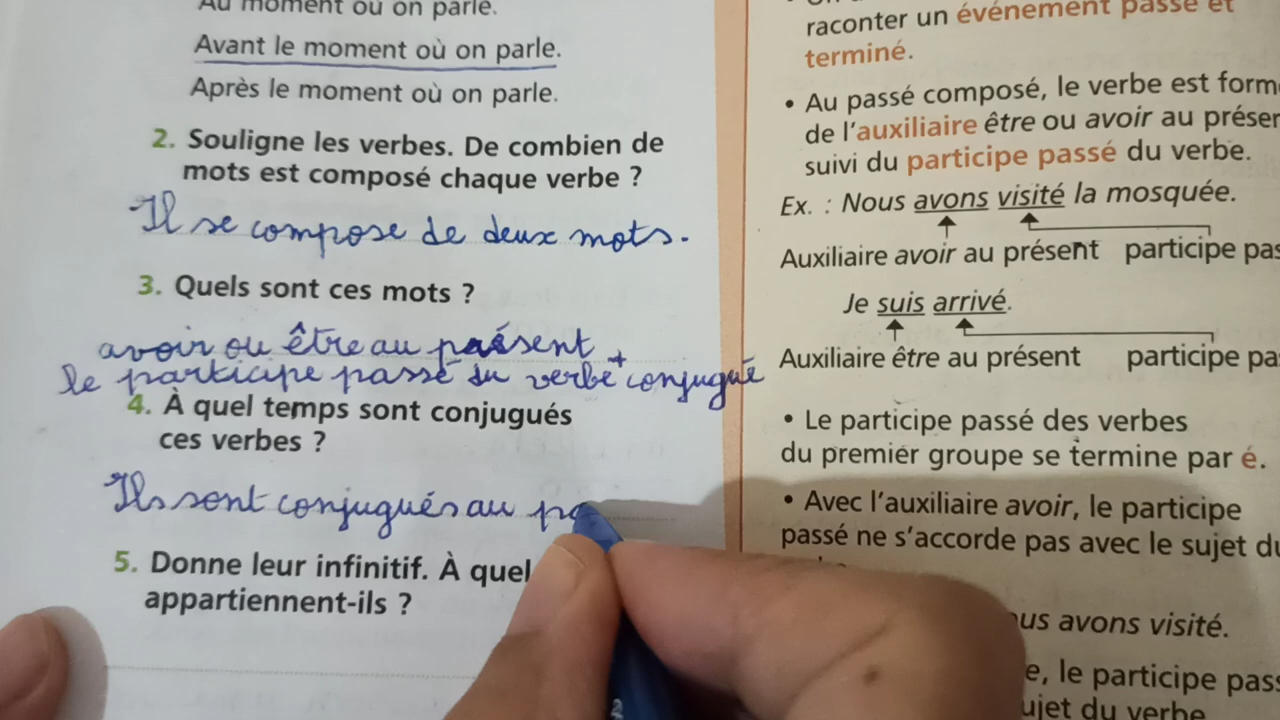 Au moment où on parle.
Avant le moment où on parle.
Après le moment où on parle.
2. Souligne les verbes. De combien de
mots est composé chaque verbe ?
Il se compose de deux mots.
3. Quels sont ces mots ?
avoir ou être au présent +
le participe passé du verbe conjugué
4. À quel temps sont conjugués
ces verbes ?
Ils sont conjugués au pa
5. Donne leur infinitif. À quel
appartiennent-ils ?
raconter un événement passé et
terminé.
• Au passé composé, le verbe est form
de l'auxiliaire être ou avoir au présen
suivi du participe passé du verbe.
Ex. : Nous avons visité la mosquée.
Auxiliaire avoir au présent participe pas
Je suis arrivé.
Auxiliaire être au présent participe pa
• Le participe passé des verbes
du premier groupe se termine par é.
• Avec l'auxiliaire avoir, le participe
passé ne s'accorde pas avec le sujet du
us avons visité.
e, le participe pass
ujet du verbe